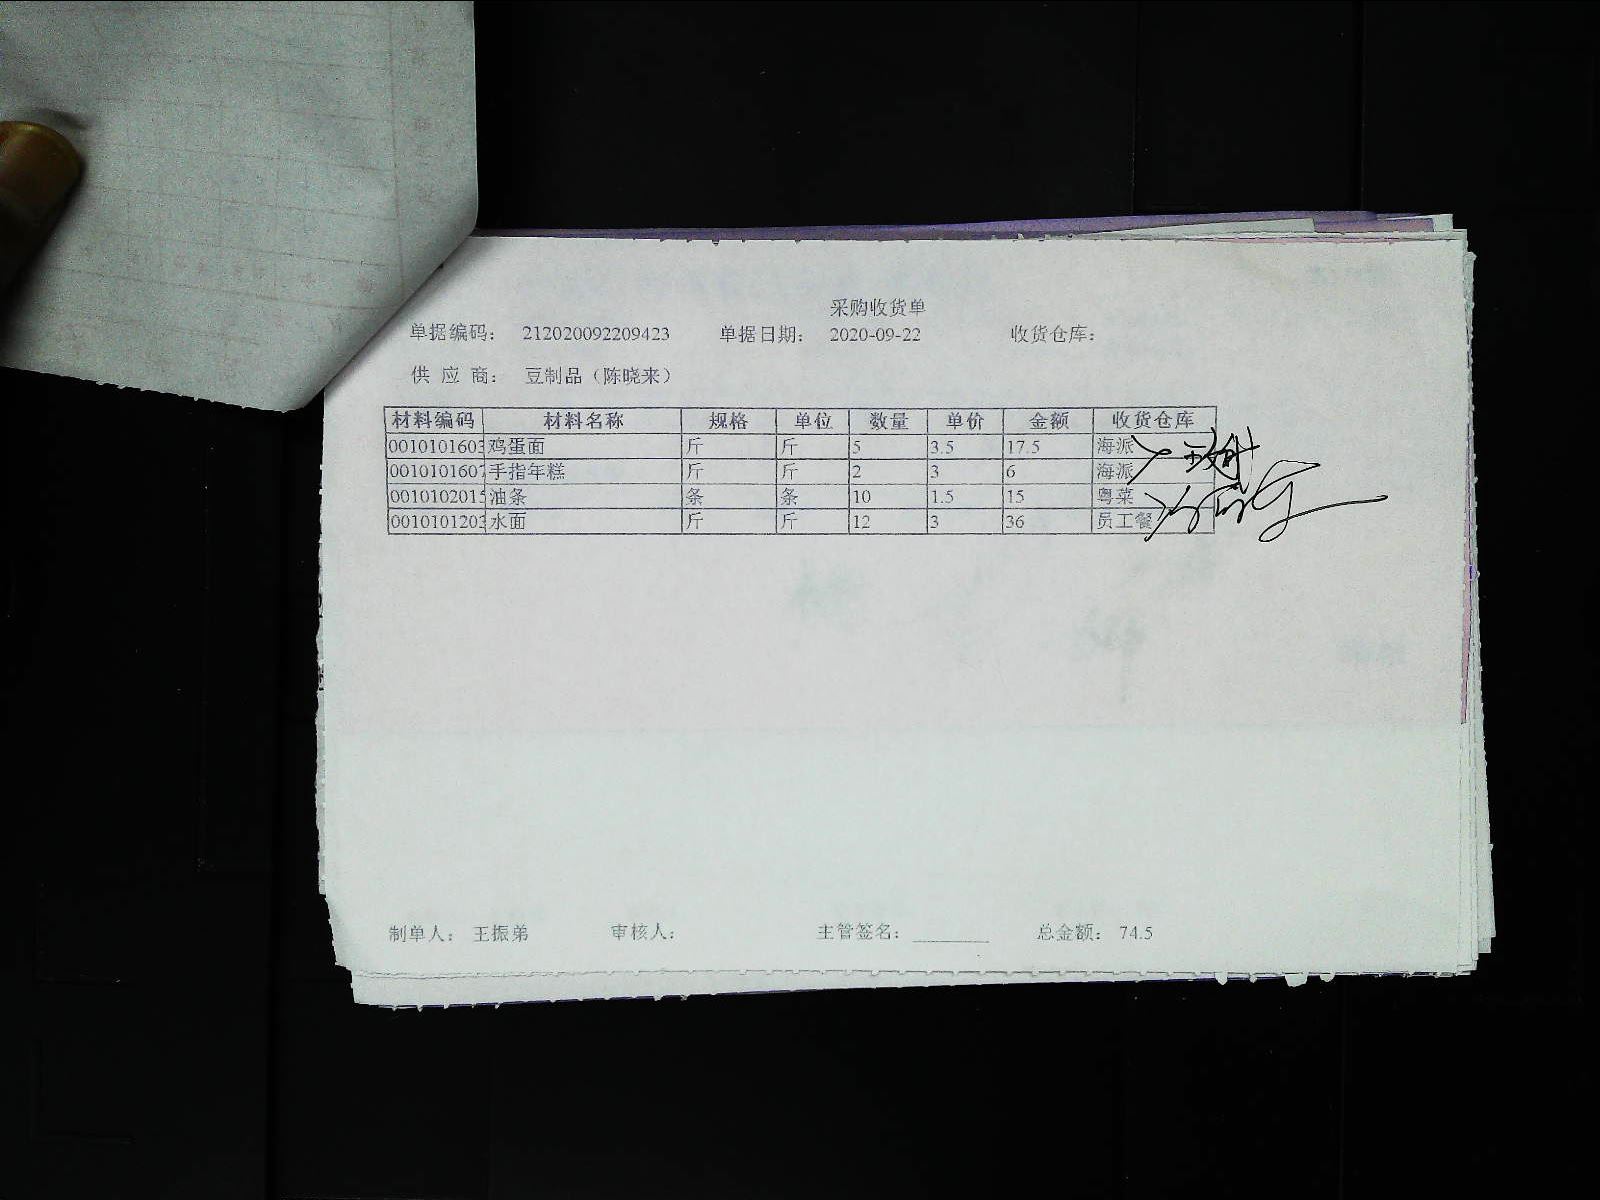 采购收货单
单据编码： 212020092209423 单据日期： 2020-09-22 收货仓库：
供 应 商： 豆制品（陈晓来）
材料编码 材料名称 规格 单位 数量 单价 金额 收货仓库
0010101603 鸡蛋面 斤 斤 5 3.5 17.5 海派
0010101607 手指年糕 斤 斤 2 3 6 海派
0010102015 油条 条 条 10 1.5 15 粤菜
0010101203 水面 斤 斤 12 3 36 员工餐
制单人： 王振弟 审核人： 主管签名： 总金额： 74.5